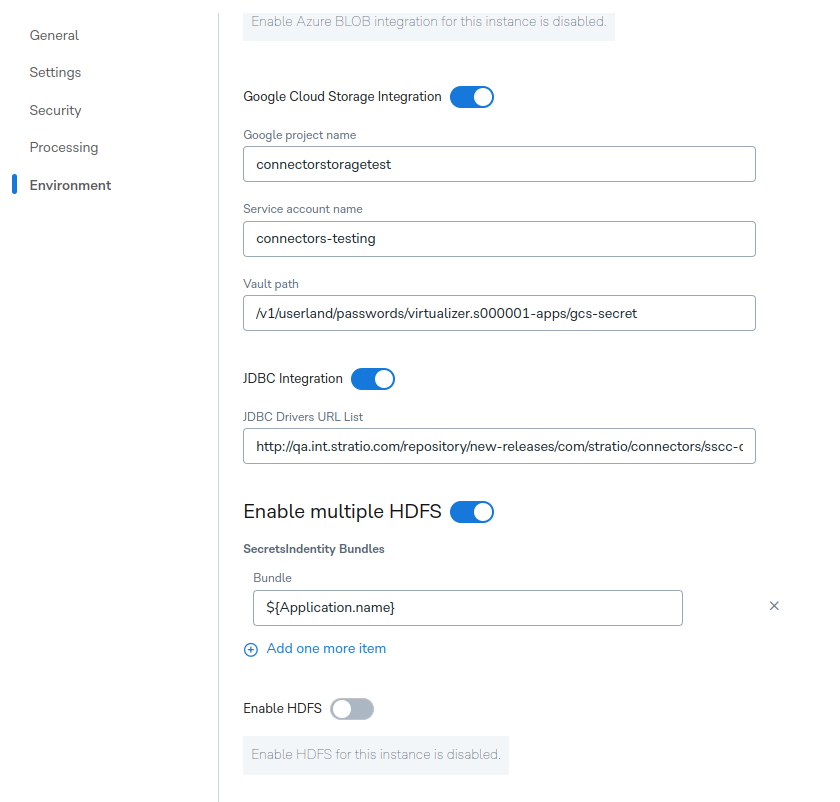 General
Settings
Security
Processing
Environment
Enable Azure BLOB integration for this instance is disabled.
Google Cloud Storage Integration
Google project name
connectorstoragetest
Service account name
connectors-testing
Vault path
/v1/userland/passwords/virtualizer.s000001-apps/gcs-secret
JDBC Integration
JDBC Drivers URL List
http://qa.int.stratio.com/repository/new-releases/com/stratio/connectors/sscc-c
Enable multiple HDFS
SecretsIndentity Bundles
Bundle
${Application.name}
Add one more item
Enable HDFS
Enable HDFS for this instance is disabled.